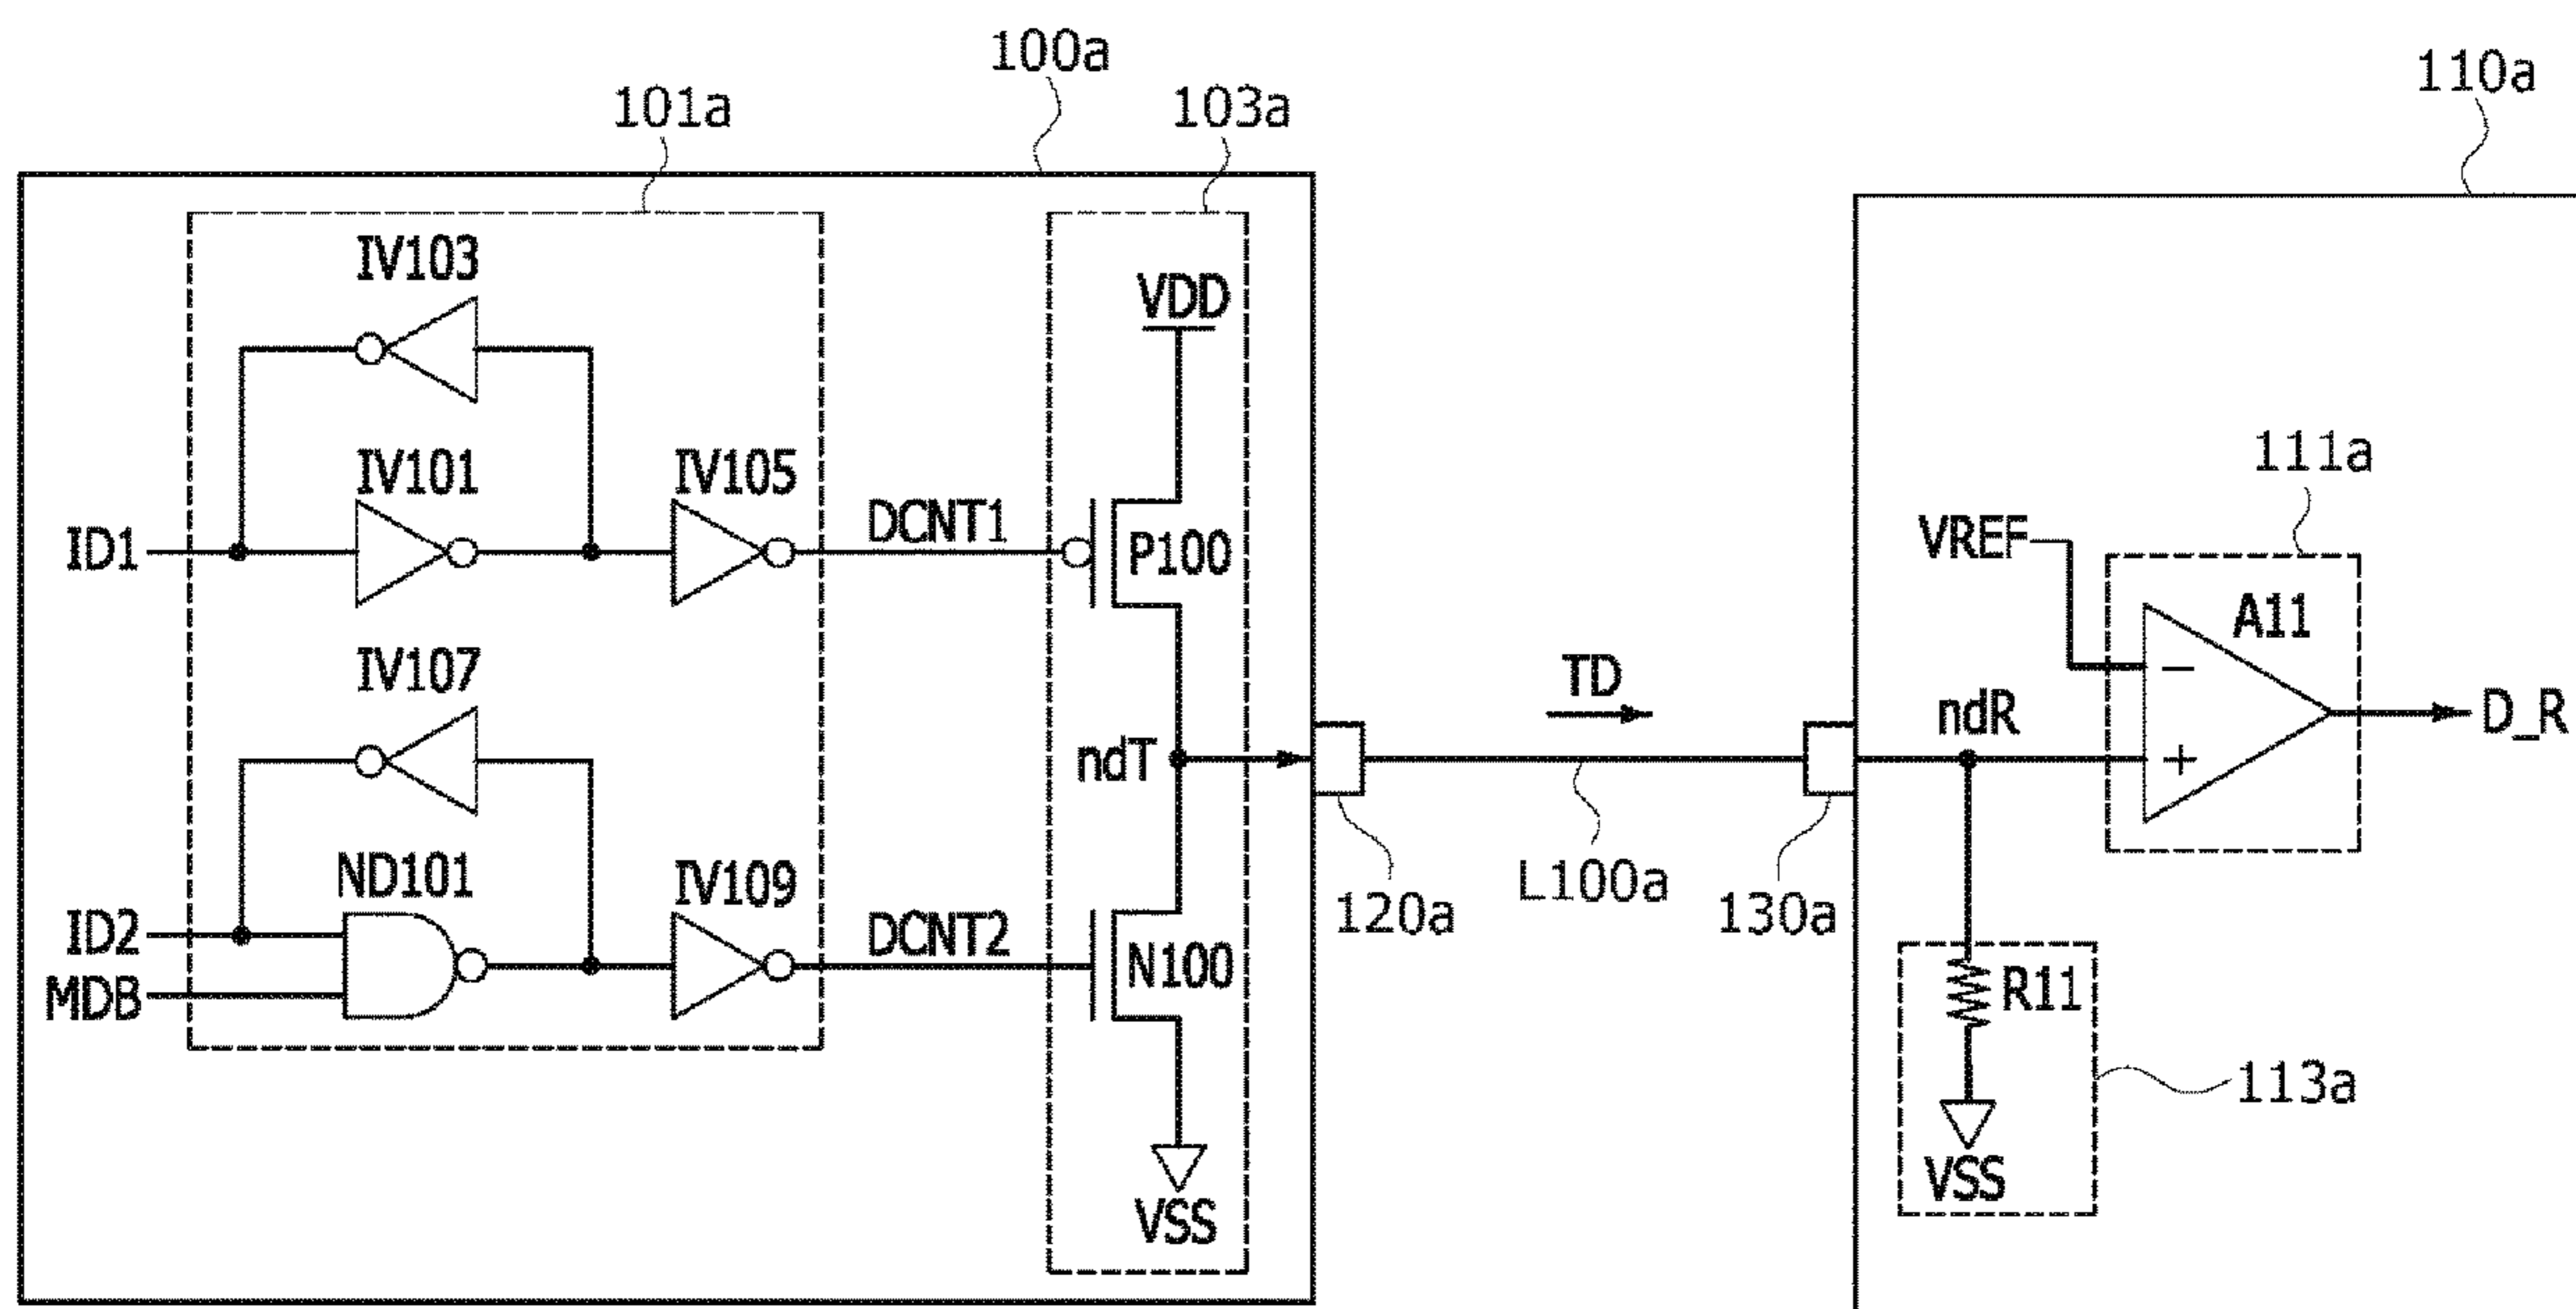 100a
110a
101a
103a
IV103
VDD
111a
IV101
IV105
DCNT1
VREF
ID1
P100
A11
−
IV107
TD
ndR
D_R
ndT
+
ND101
IV109
L100a
120a
130a
ID2
DCNT2
N100
MDB
R11
113a
VSS
VSS